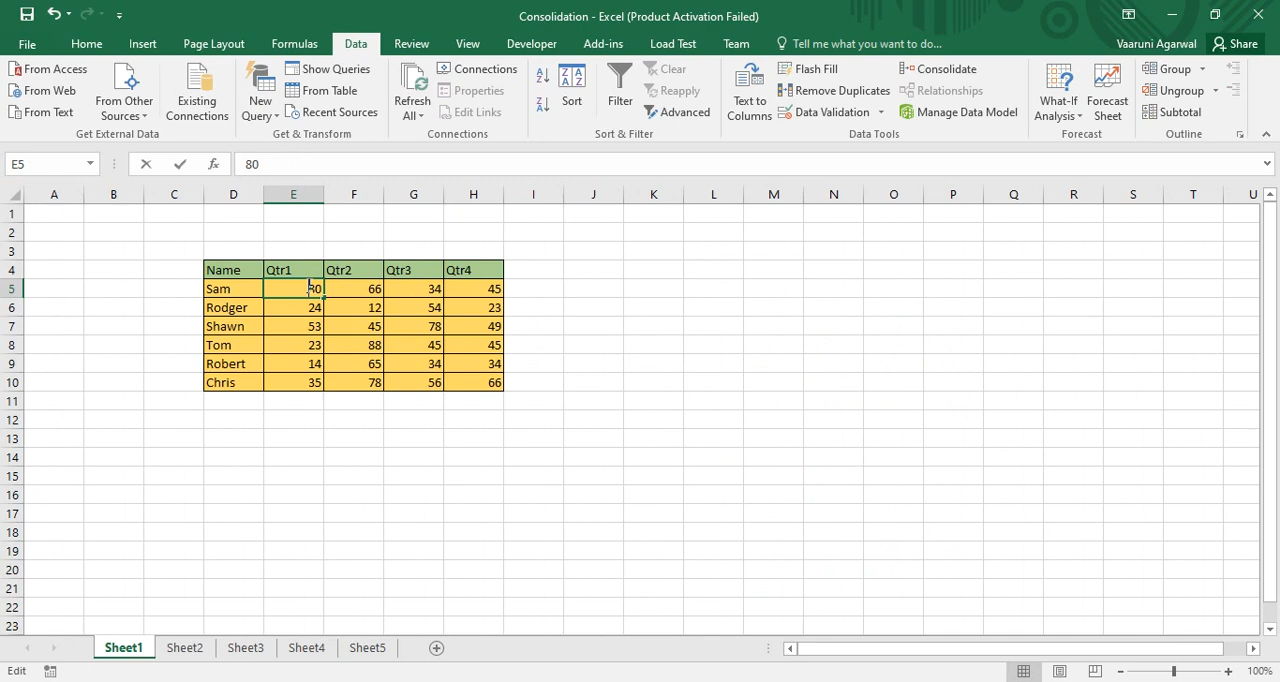 Consolidation - Excel (Product Activation Failed)
File Home Insert Page Layout Formulas Data Review View Developer Add-ins Load Test Team Tell me what you want to do... Vaaruni Agarwal Share
From Access
From Web
From Text
From Other Sources
Existing Connections
Get External Data
New Query
Show Queries
From Table
Recent Sources
Get & Transform
Refresh All
Connections
Properties
Edit Links
Connections
Sort
Filter
Clear
Reapply
Advanced
Sort & Filter
Text to Columns
Flash Fill
Remove Duplicates
Data Validation
Consolidate
Relationships
Manage Data Model
Data Tools
What-If Analysis
Forecast Sheet
Forecast
Group
Ungroup
Subtotal
Outline
E5 fx 80
A B C D E F G H I J K L M N O P Q R S T U
1
2
3
4 Name Qtr1 Qtr2 Qtr3 Qtr4
5 Sam 80 66 34 45
6 Rodger 24 12 54 23
7 Shawn 53 45 78 49
8 Tom 23 88 45 45
9 Robert 14 65 34 34
10 Chris 35 78 56 66
11
12
13
14
15
16
17
18
19
20
21
22
23
Sheet1 Sheet2 Sheet3 Sheet4 Sheet5
Edit 100%